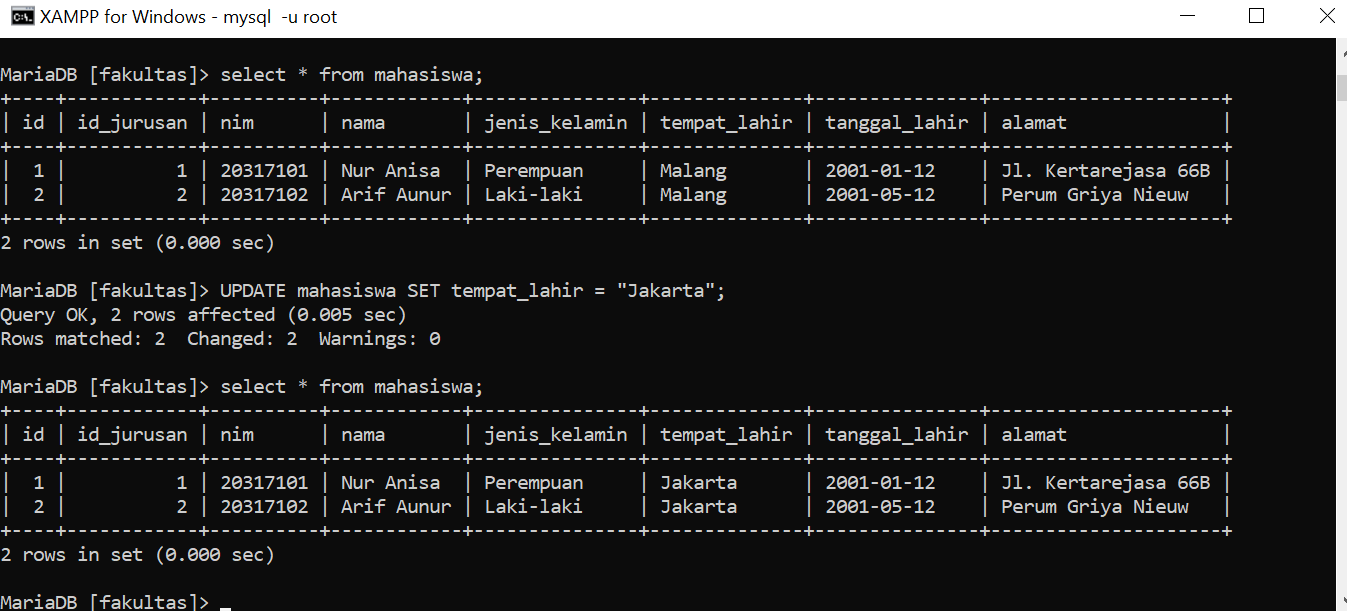 XAMPP for Windows - mysql  -u root
MariaDB [fakultas]> select * from mahasiswa;
+----+------------+----------+------------+---------------+--------------+---------------+---------------------+
| id | id_jurusan | nim      | nama       | jenis_kelamin | tempat_lahir | tanggal_lahir | alamat              |
+----+------------+----------+------------+---------------+--------------+---------------+---------------------+
|  1 |          1 | 20317101 | Nur Anisa  | Perempuan     | Malang       | 2001-01-12    | Jl. Kertarejasa 66B |
|  2 |          2 | 20317102 | Arif Aunur | Laki-laki     | Malang       | 2001-05-12    | Perum Griya Nieuw   |
+----+------------+----------+------------+---------------+--------------+---------------+---------------------+
2 rows in set (0.000 sec)
MariaDB [fakultas]> UPDATE mahasiswa SET tempat_lahir = "Jakarta";
Query OK, 2 rows affected (0.005 sec)
Rows matched: 2  Changed: 2  Warnings: 0
MariaDB [fakultas]> select * from mahasiswa;
+----+------------+----------+------------+---------------+--------------+---------------+---------------------+
| id | id_jurusan | nim      | nama       | jenis_kelamin | tempat_lahir | tanggal_lahir | alamat              |
+----+------------+----------+------------+---------------+--------------+---------------+---------------------+
|  1 |          1 | 20317101 | Nur Anisa  | Perempuan     | Jakarta      | 2001-01-12    | Jl. Kertarejasa 66B |
|  2 |          2 | 20317102 | Arif Aunur | Laki-laki     | Jakarta      | 2001-05-12    | Perum Griya Nieuw   |
+----+------------+----------+------------+---------------+--------------+---------------+---------------------+
2 rows in set (0.000 sec)
MariaDB [fakultas]> _